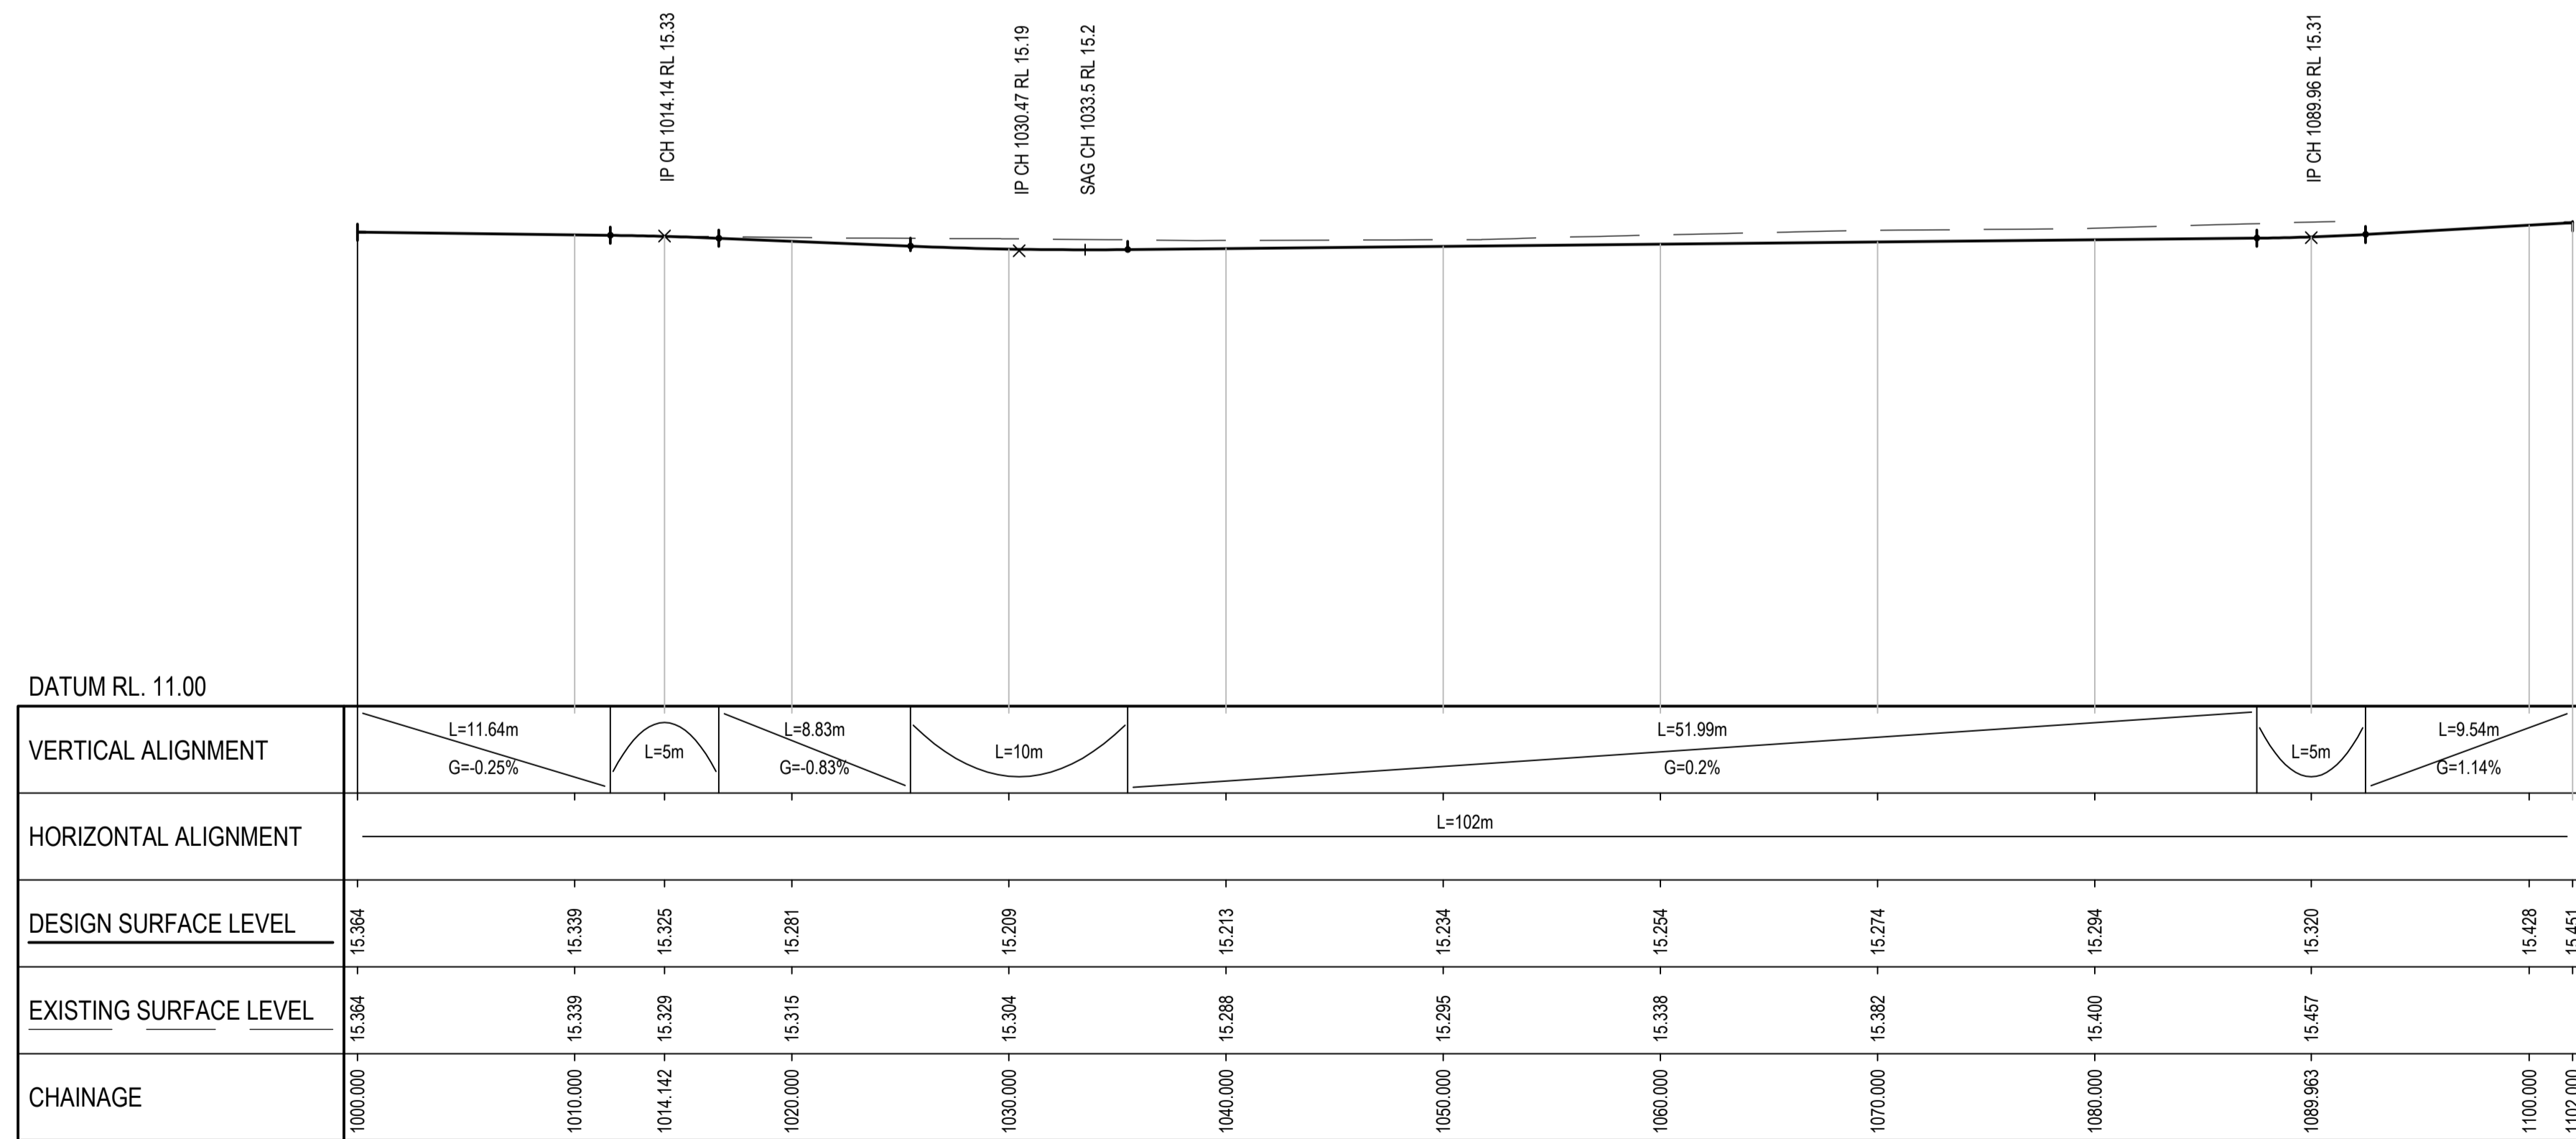 IP CH 1014.14 RL 15.33
IP CH 1030.47 RL 15.19
SAG CH 1033.5 RL 15.2
IP CH 1089.96 RL 15.31
DATUM RL. 11.00
VERTICAL ALIGNMENT
L=11.64m
G=-0.25%
L=5m
L=8.83m
G=-0.83%
L=10m
L=51.99m
G=0.2%
L=5m
L=9.54m
G=1.14%
HORIZONTAL ALIGNMENT
L=102m
DESIGN SURFACE LEVEL
15.364
15.339
15.325
15.281
15.209
15.213
15.234
15.254
15.274
15.294
15.320
15.428
15.451
EXISTING SURFACE LEVEL
15.364
15.339
15.329
15.315
15.304
15.288
15.295
15.338
15.382
15.400
15.457
CHAINAGE
1000.000
1010.000
1014.142
1020.000
1030.000
1040.000
1050.000
1060.000
1070.000
1080.000
1089.963
1100.000
1102.000